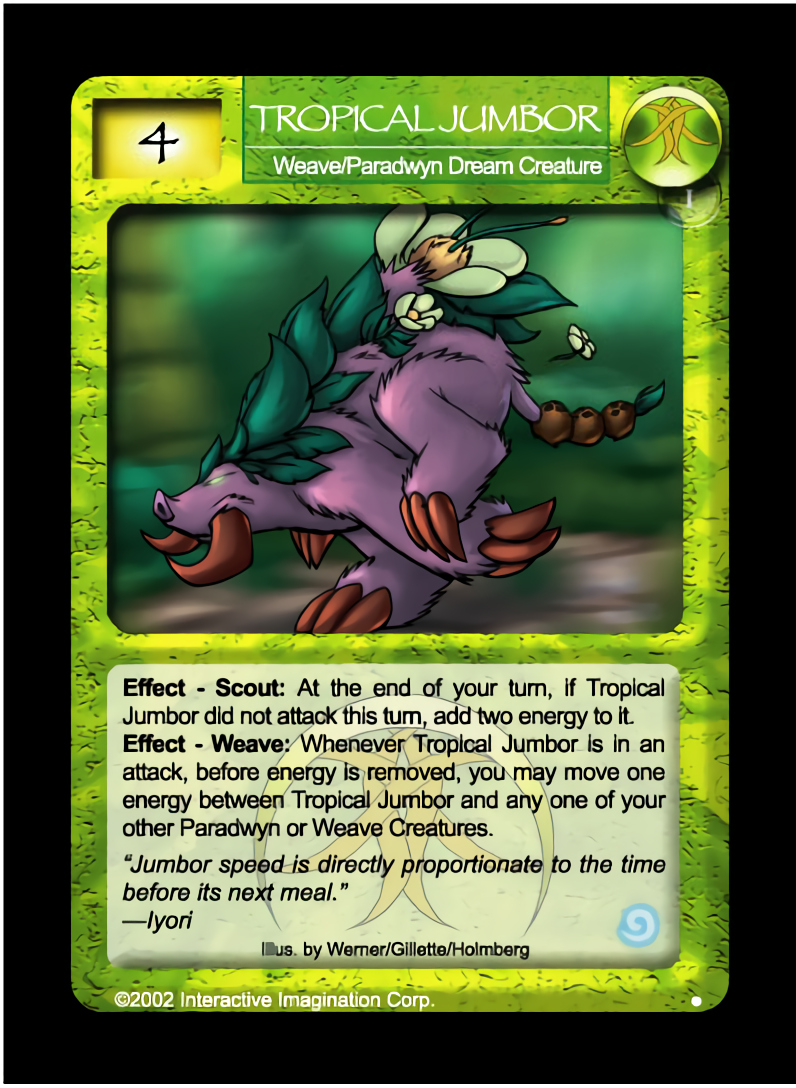 4
TROPICAL JUMBOR
Weave/Paradwyn Dream Creature
1
Effect - Scout: At the end of your turn, if Tropical
Jumbor did not attack this turn, add two energy to it.
Effect - Weave: Whenever Tropical Jumbor is in an
attack, before energy is removed, you may move one
energy between Tropical Jumbor and any one of your
other Paradwyn or Weave Creatures.
“Jumbor speed is directly proportionate to the time
before its next meal.”
—Iyori
Illus. by Werner/Gillette/Holmberg
©2002 Interactive Imagination Corp.